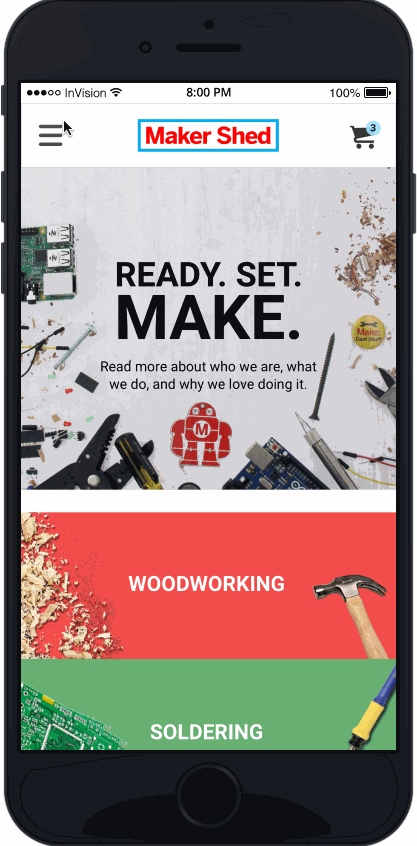 InVision 8:00 PM 100%
Maker Shed 3
READY. SET.
MAKE.
Read more about who we are, what
we do, and why we love doing it.
Make:
Cool Stuff
M
WOODWORKING
SOLDERING